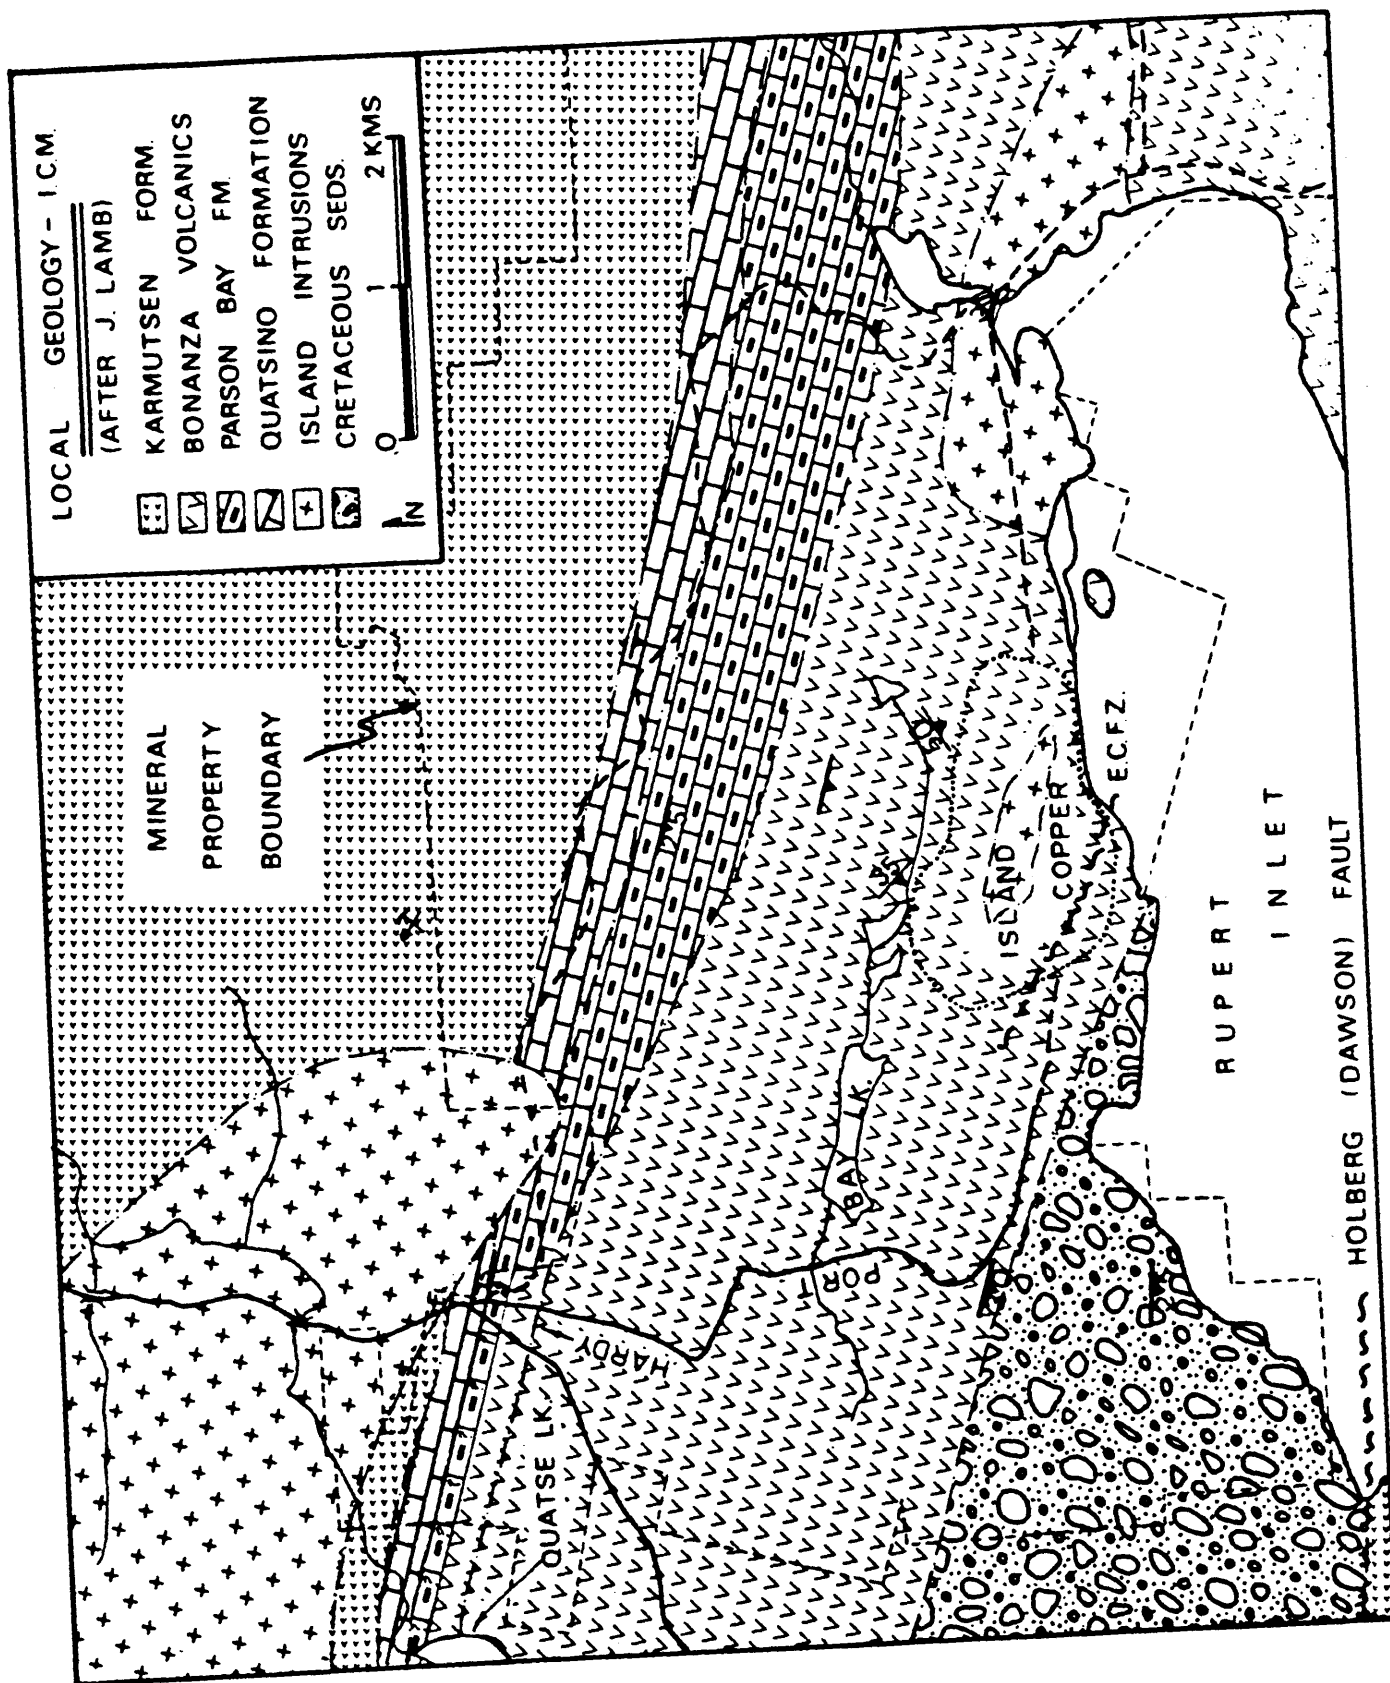 LOCAL GEOLOGY - I.C.M.
(AFTER J. LAMB)
KARMUTSEN FORM.
BONANZA VOLCANICS
PARSON BAY FM.
QUATSINO FORMATION
ISLAND INTRUSIONS
CRETACEOUS SEDS.
N
0 1 2 KMS
MINERAL
PROPERTY
BOUNDARY
QUATSE LK.
HARDY
PORT
BAY LK.
ISLAND
COPPER
E.C.F.Z.
RUPERT
INLET
HOLBERG (DAWSON) FAULT